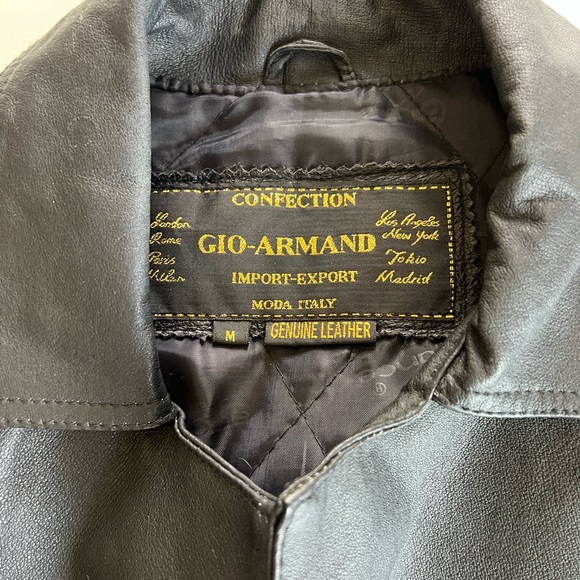 CONFECTION
GIO-ARMAND
IMPORT-EXPORT
MODA ITALY
London
Rome
Paris
Milan
Los Angeles
New York
Tokio
Madrid
M
GENUINE LEATHER